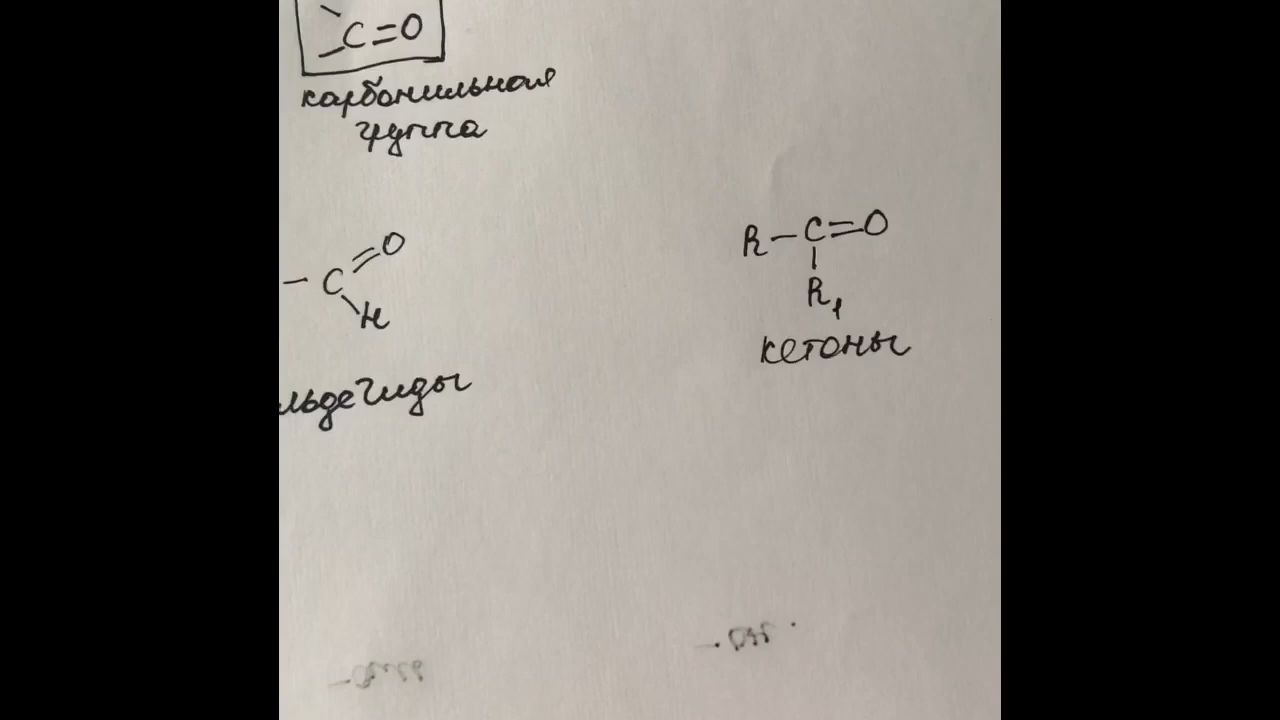 C=O
карбонильная
группа
R–C=O
O
–C
H
R₁
кетоны
льдегиды